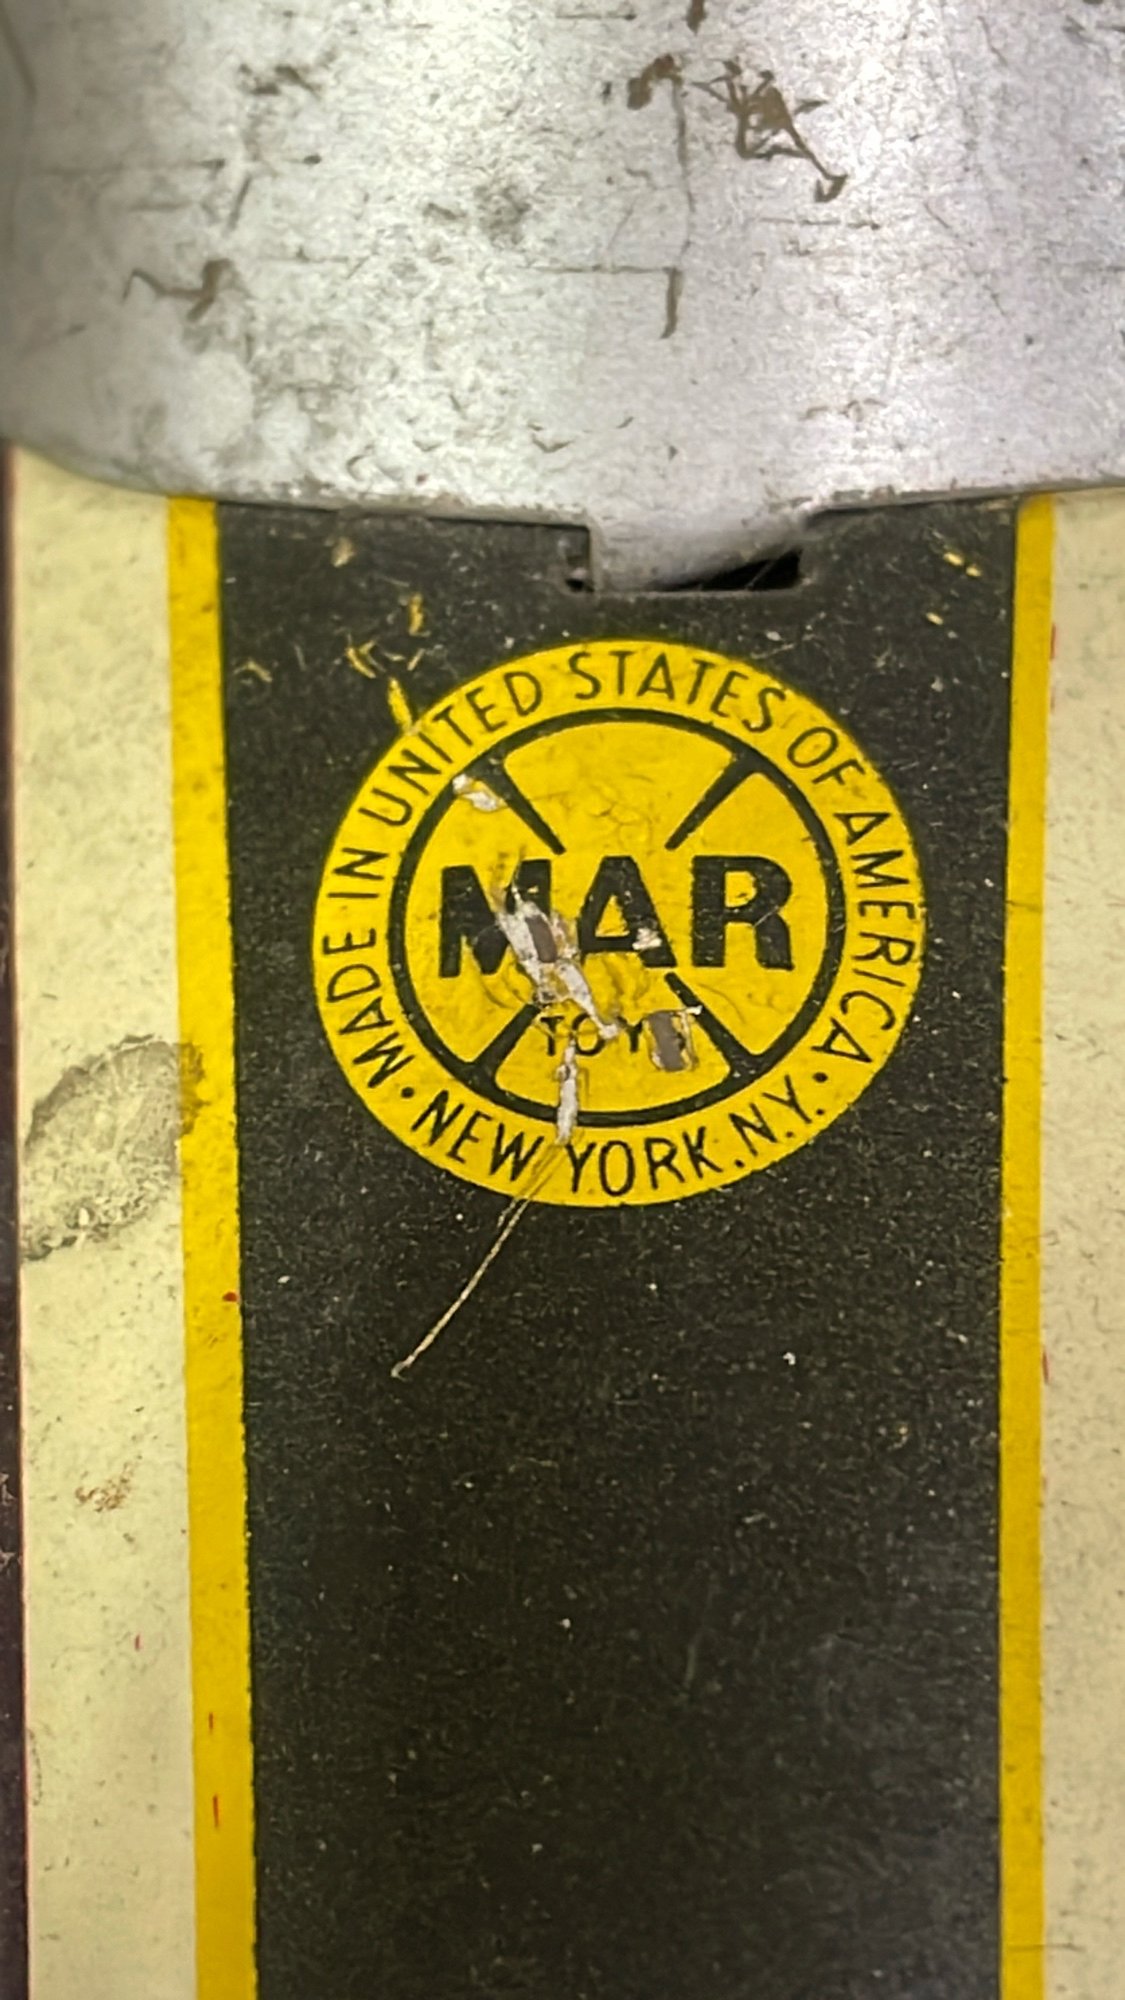 MADE IN UNITED STATES OF AMERICA
MAR
TOYS
• NEW YORK, N.Y. •